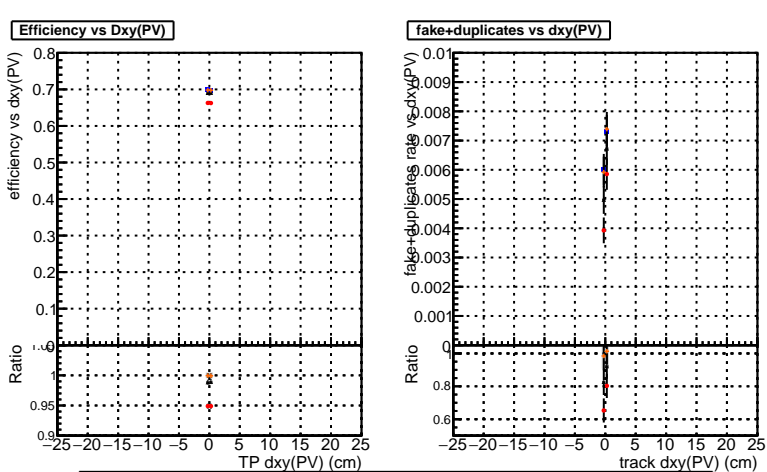 Efficiency vs Dxy(PV)
efficiency vs dxy(PV)
0.8
0.7
0.6
0.5
0.4
0.3
0.2
0.1
0
Ratio
1
0.95
0.9
−25 −20 −15 −10 −5 0 5 10 15 20 25
TP dxy(PV) (cm)
fake+duplicates vs dxy(PV)
fake+duplicates rate vs dxy(PV)
0.01
0.009
0.008
0.007
0.006
0.005
0.004
0.003
0.002
0.001
0
Ratio
1
0.8
0.6
−25 −20 −15 −10 −5 0 5 10 15 20 25
track dxy(PV) (cm)